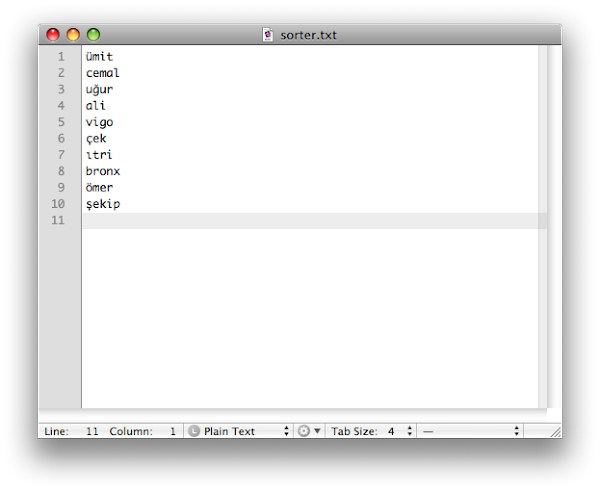 sorter.txt
1 ümit
2 cemal
3 uğur
4 ali
5 vigo
6 çek
7 ıtri
8 bronx
9 ömer
10 şekip
11
Line: 11 Column: 1 L Plain Text Tab Size: 4 —